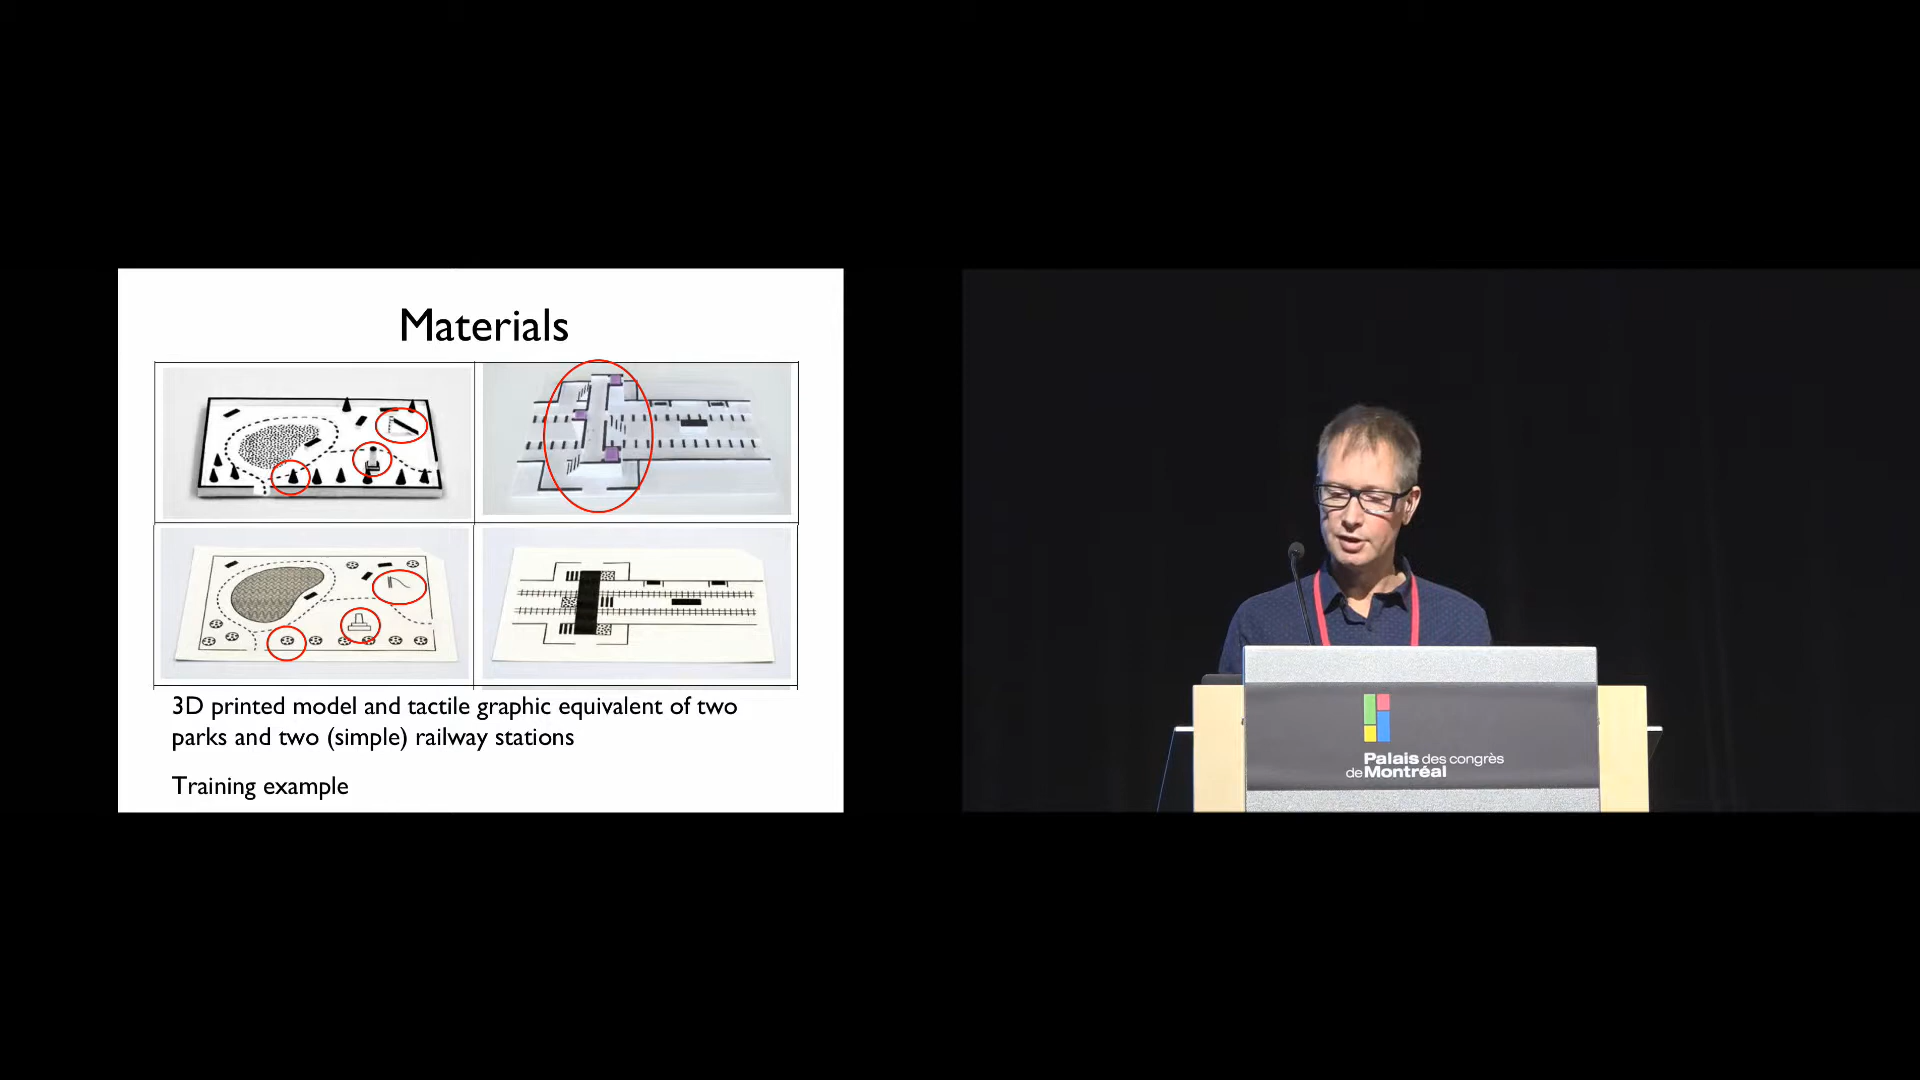 Materials
3D printed model and tactile graphic equivalent of two
parks and two (simple) railway stations
Training example
Palais des congrès
de Montréal